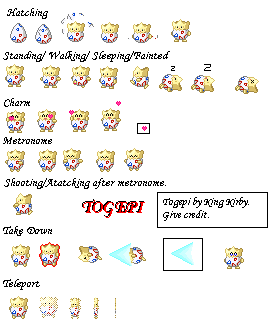 Hatching
Standing/ Walking/ Sleeping/Fainted
z
Z
Charm
Metronome
Shooting/Atatcking after metronome.
TOGEPI
Togepi by King Kirby.
Give credit.
Take Down
Teleport